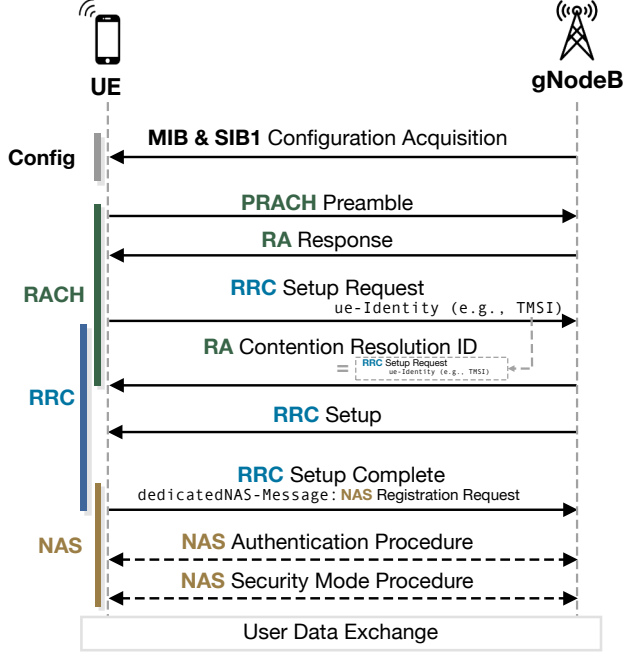 UE
gNodeB
Config
MIB & SIB1 Configuration Acquisition
PRACH Preamble
RA Response
RACH
RRC Setup Request
ue-Identity (e.g., TMSI)
RA Contention Resolution ID
= RRC Setup Request
ue-Identity (e.g., TMSI)
RRC
RRC Setup
RRC Setup Complete
dedicatedNAS-Message: NAS Registration Request
NAS
NAS Authentication Procedure
NAS Security Mode Procedure
User Data Exchange